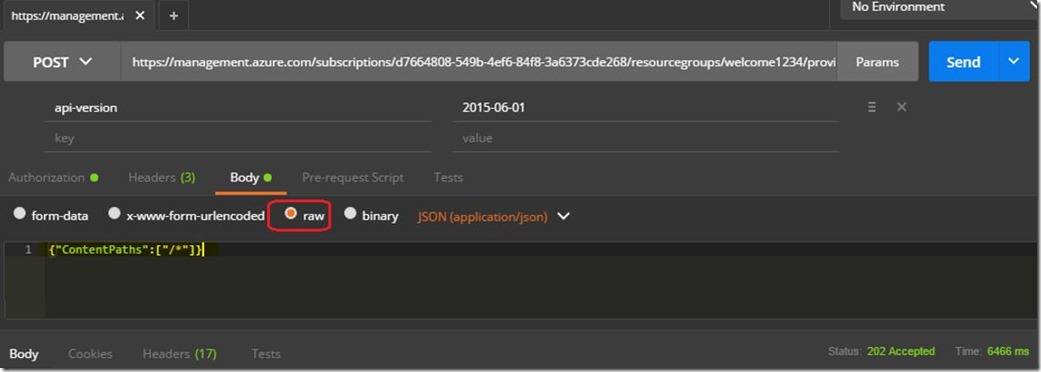 https://management.a
No Environment
POST
https://management.azure.com/subscriptions/d7664808-549b-4ef6-84f8-3a6373cde268/resourcegroups/welcome1234/provi
Params
Send
api-version 2015-06-01
key value
Authorization Headers (3) Body Pre-request Script Tests
form-data x-www-form-urlencoded raw binary JSON (application/json)
1 {"ContentPaths":["/*"]}
Body Cookies Headers (17) Tests Status: 202 Accepted Time: 6466 ms